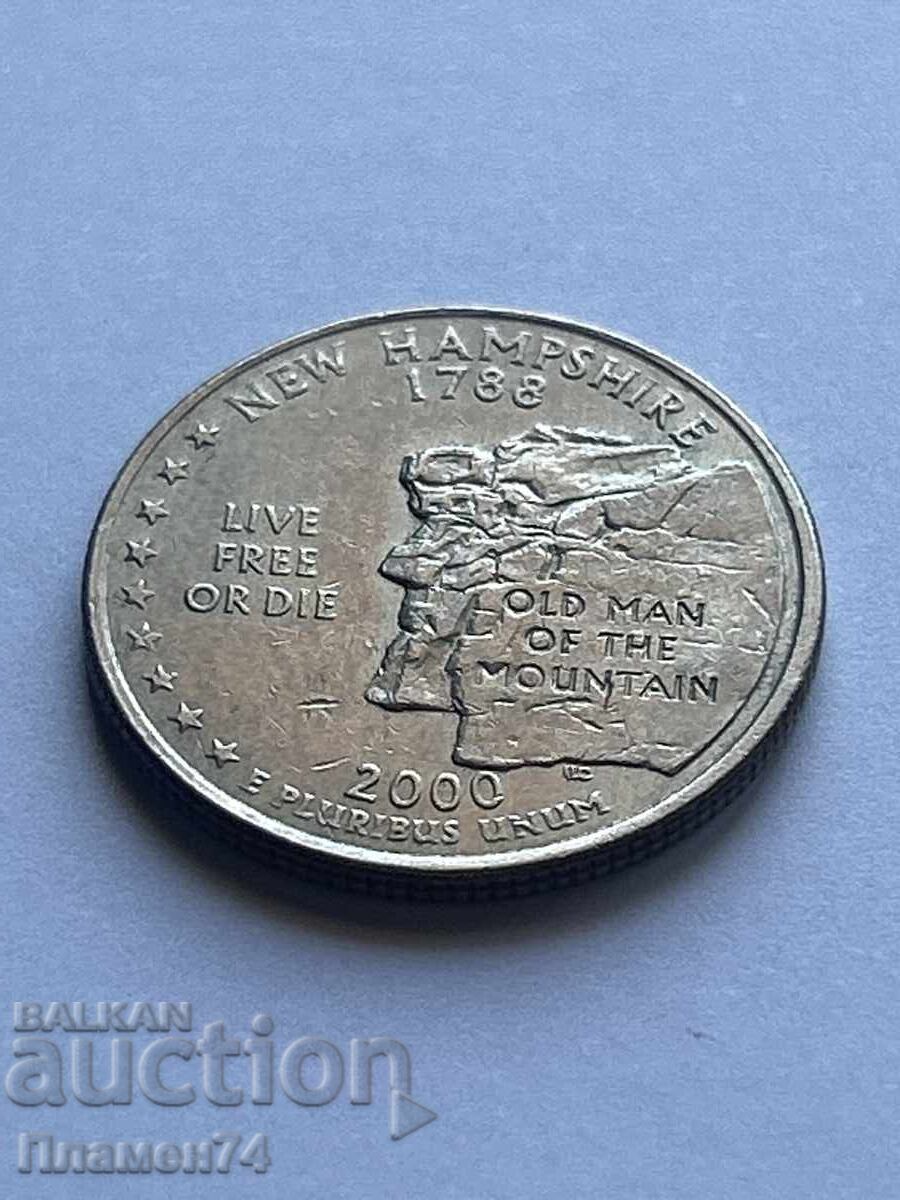 NEW HAMPSHIRE
1788
LIVE
FREE
OR DIE
OLD MAN
OF THE
MOUNTAIN
2000
E PLURIBUS UNUM
BALKAN
auction
Пламен74